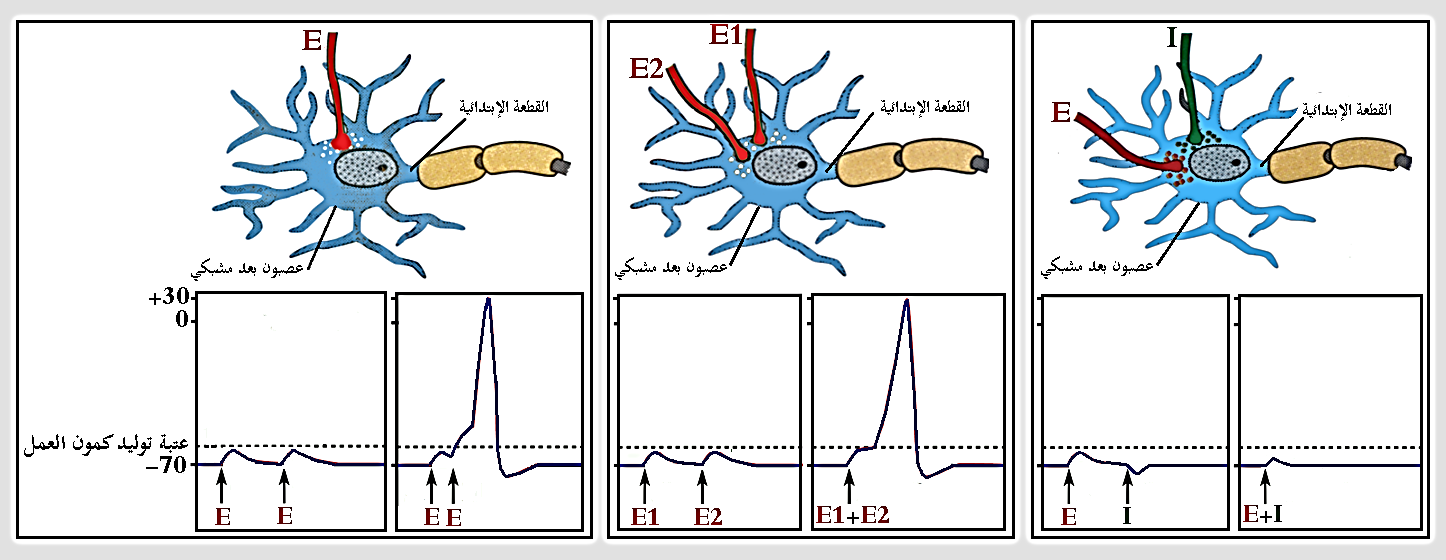 E
القطعة الإبتدائية
عصبون بعد مشبكي
+30
0
عتبة توليد كمون العمل
–70
E E
E E
E1
E2
القطعة الإبتدائية
عصبون بعد مشبكي
E1 E2
E1+E2
I
E
القطعة الإبتدائية
عصبون بعد مشبكي
E I
E+I